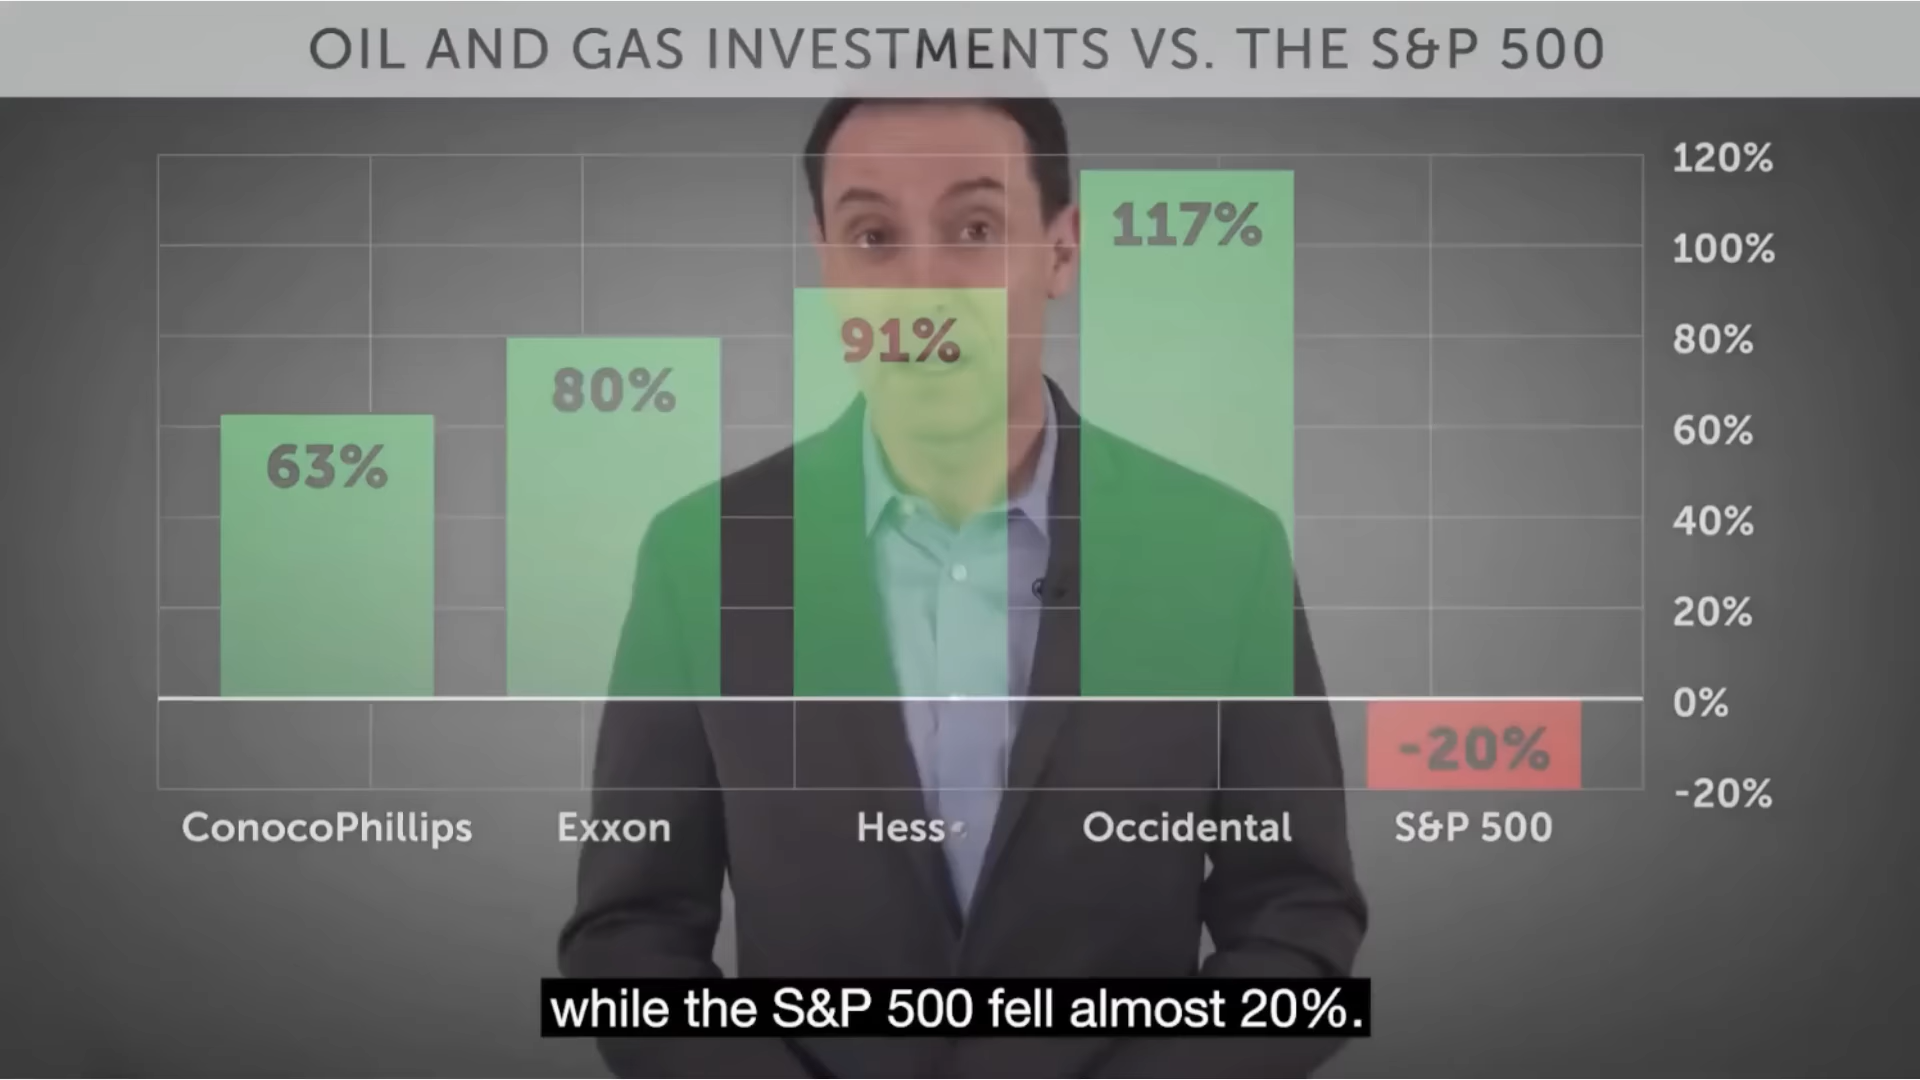 OIL AND GAS INVESTMENTS VS. THE S&P 500
120%
100%
80%
60%
40%
20%
0%
-20%
63%
80%
91%
117%
-20%
ConocoPhillips
Exxon
Hess
Occidental
S&P 500
while the S&P 500 fell almost 20%.